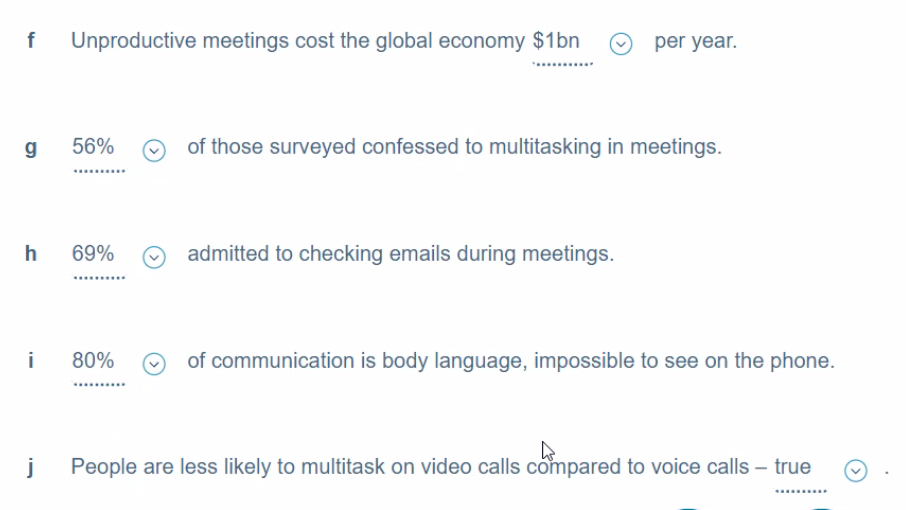 f Unproductive meetings cost the global economy $1bn per year.
g 56% of those surveyed confessed to multitasking in meetings.
h 69% admitted to checking emails during meetings.
i 80% of communication is body language, impossible to see on the phone.
j People are less likely to multitask on video calls compared to voice calls – true .